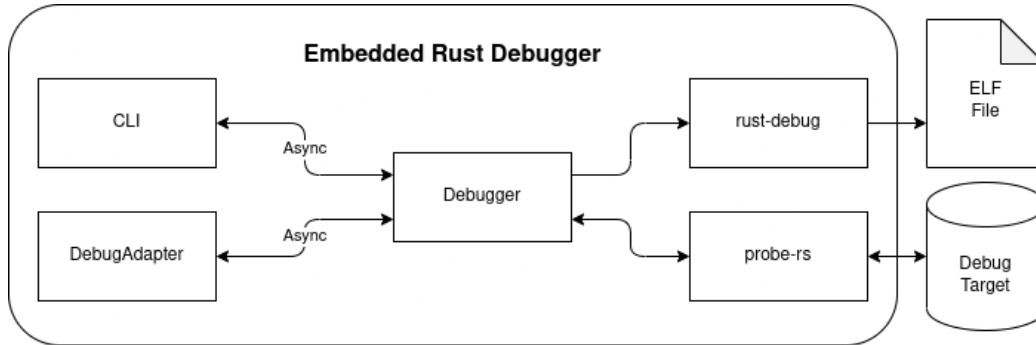 Embedded Rust Debugger
CLI
Async
DebugAdapter
Async
Debugger
rust-debug
probe-rs
ELF
File
Debug
Target